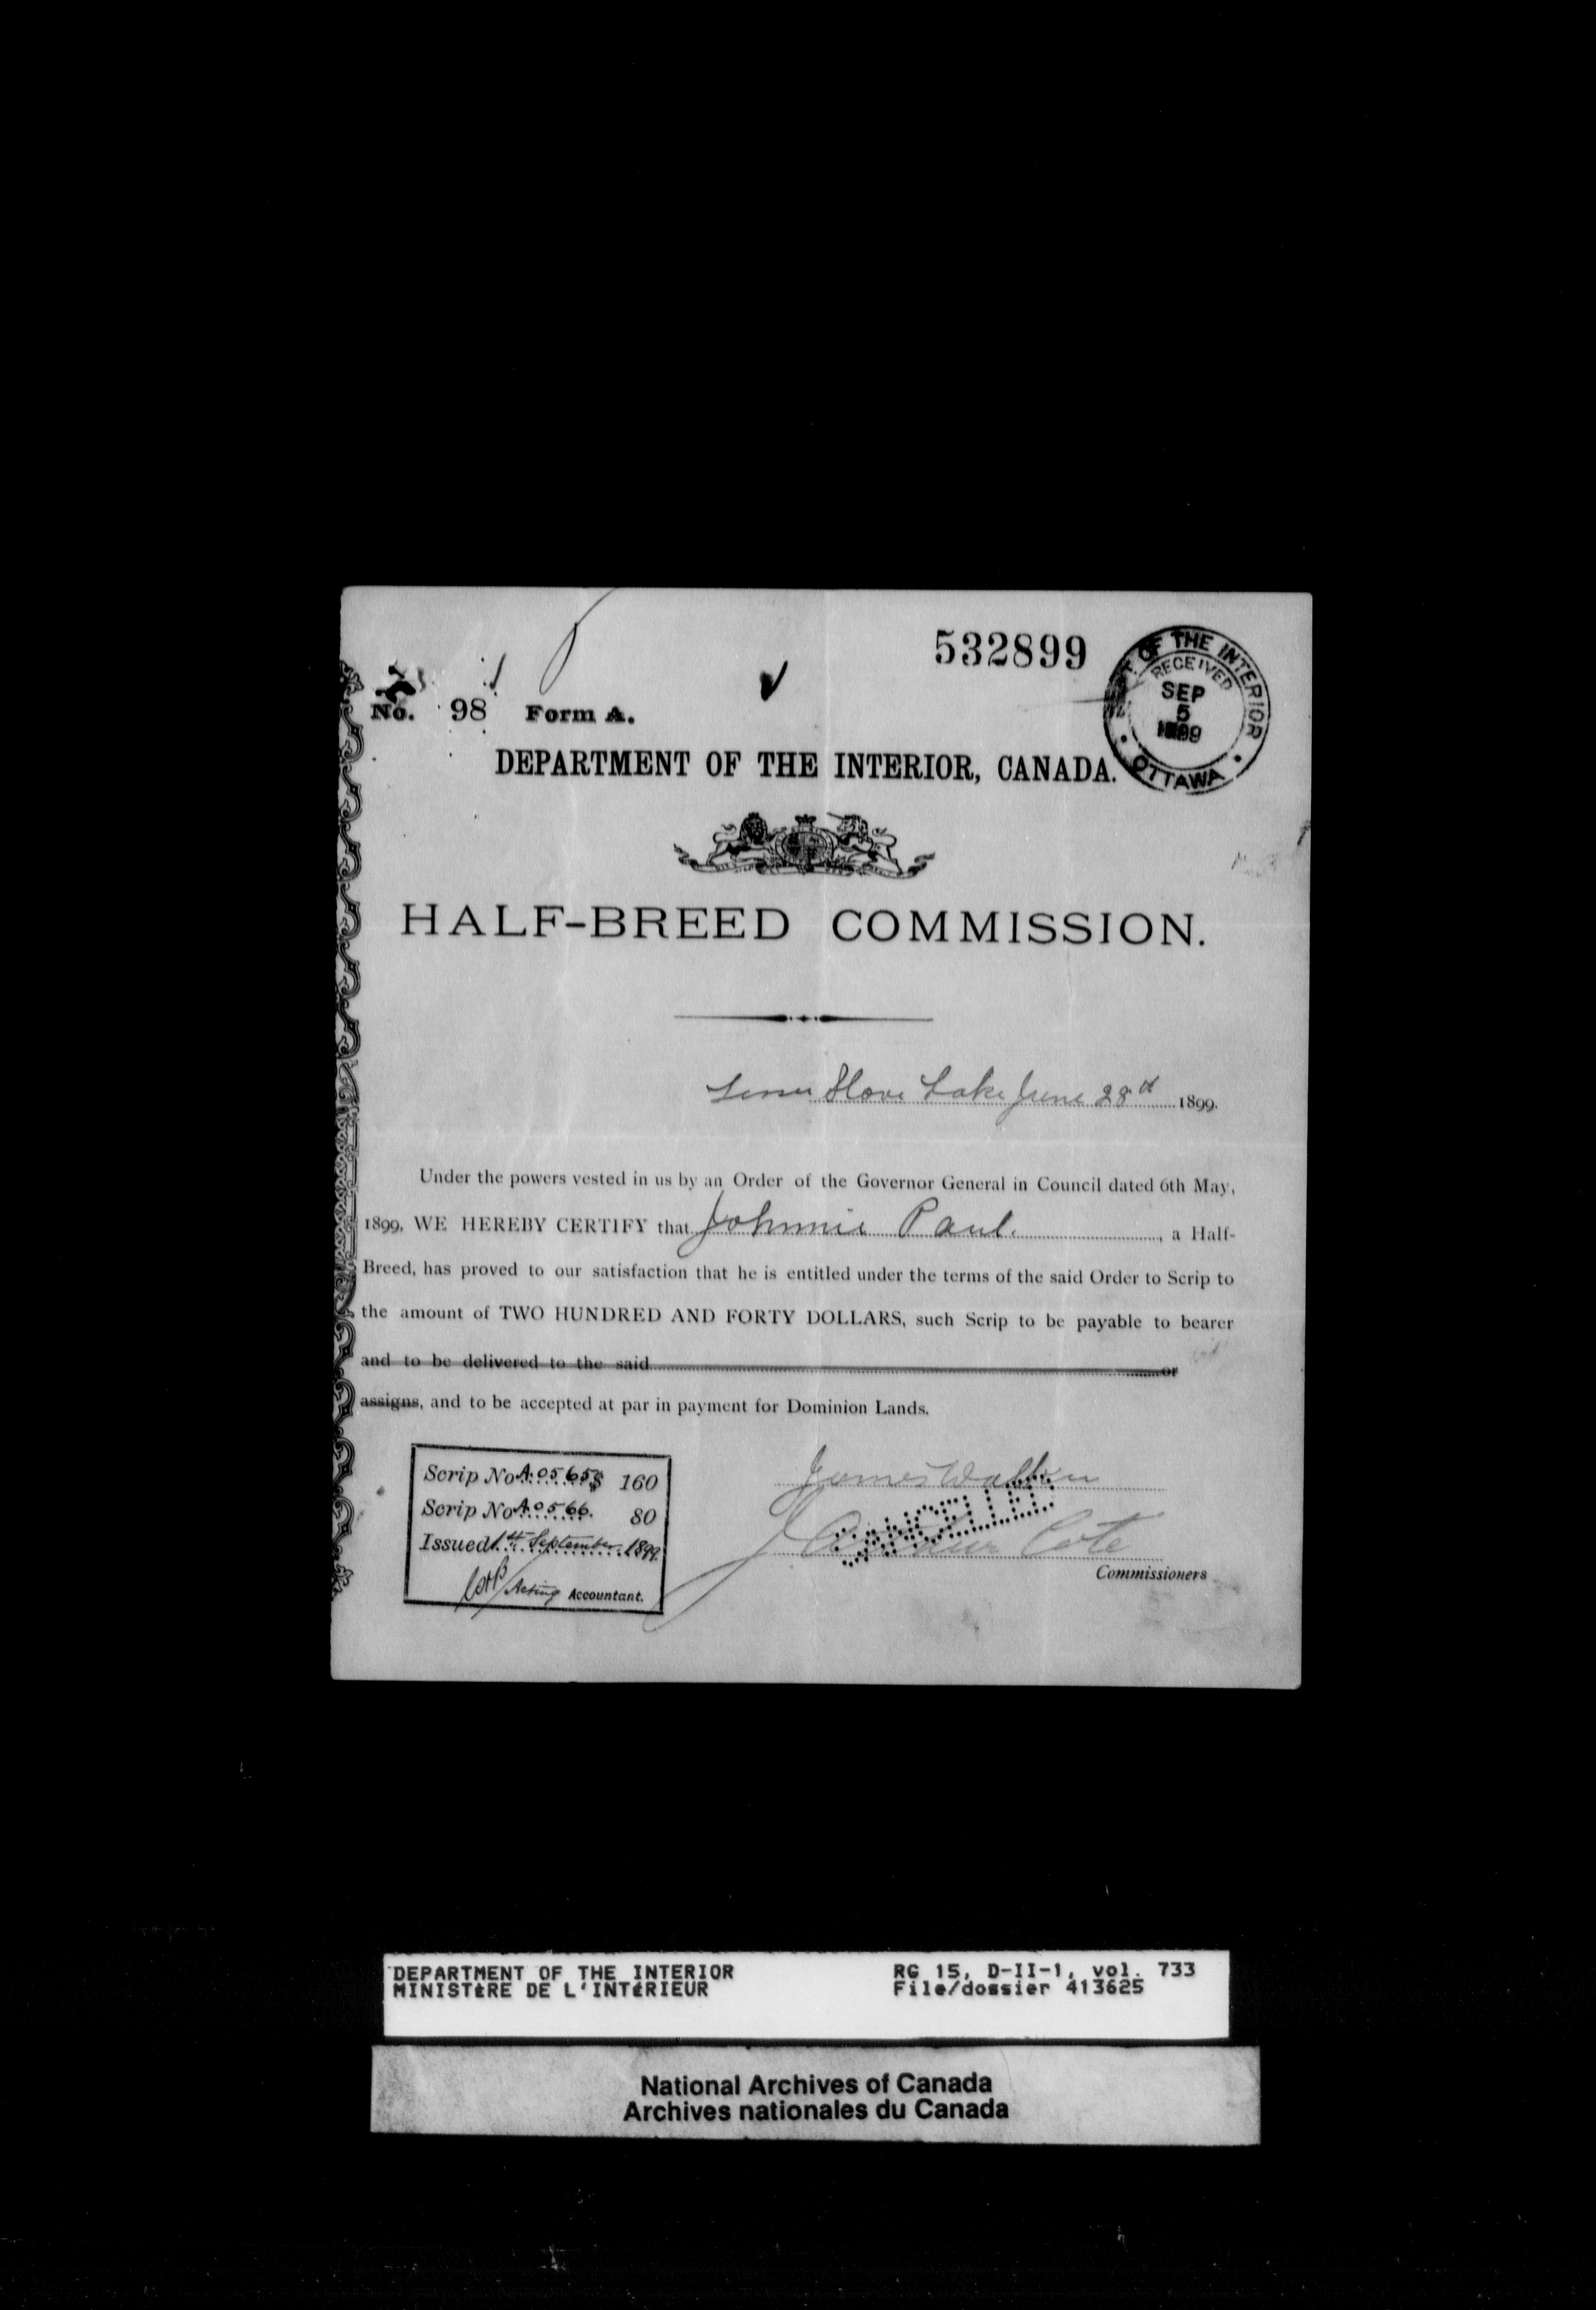 532899
DEPT. OF THE INTERIOR
RECEIVED
SEP
5
1899
OTTAWA
No. 98 Form A.
DEPARTMENT OF THE INTERIOR, CANADA.
HALF-BREED COMMISSION.
Lesser Slave Lake June 28th 1899.
Under the powers vested in us by an Order of the Governor General in Council dated 6th May,
1899, WE HEREBY CERTIFY that Johnnie Paul. , a Half-
Breed, has proved to our satisfaction that he is entitled under the terms of the said Order to Scrip to
the amount of TWO HUNDRED AND FORTY DOLLARS, such Scrip to be payable to bearer
and to be delivered to the said or
assigns, and to be accepted at par in payment for Dominion Lands.
Scrip No 160
Scrip No A 0566. 80
Issued 1st September 1899.
Acting Accountant.
James Walker
J Arthur Cote
CANCELLED
Commissioners
DEPARTMENT OF THE INTERIOR RG 15, D-II-1, vol. 733
MINISTÈRE DE L'INTÉRIEUR File/dossier 413625
National Archives of Canada
Archives nationales du Canada